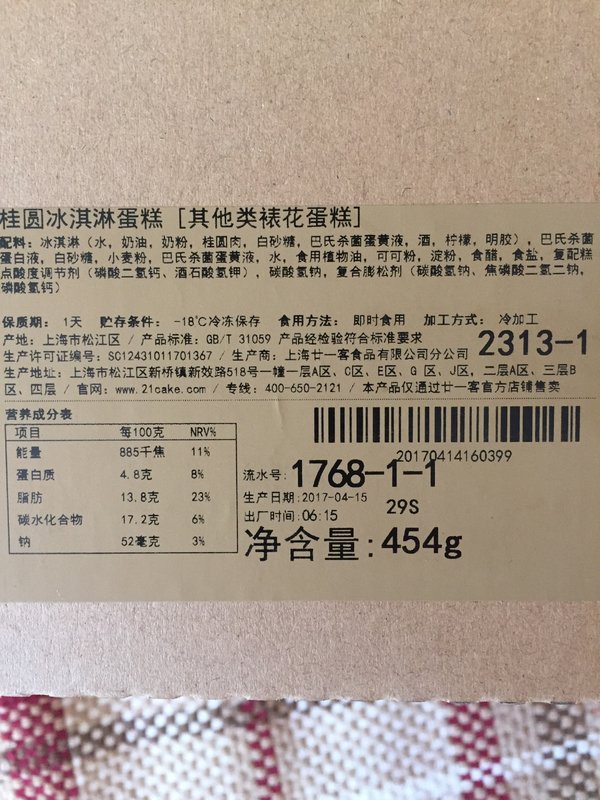 桂圆冰淇淋蛋糕 [其他类裱花蛋糕]
配料：冰淇淋（水，奶油，奶粉，桂圆肉，白砂糖，巴氏杀菌蛋黄液，酒，柠檬，明胶），巴氏杀菌
蛋白液，白砂糖，小麦粉，巴氏杀菌蛋黄液，水，食用植物油，可可粉，淀粉，食醋，食盐，复配糕
点酸度调节剂（磷酸二氢钙、酒石酸氢钾），碳酸氢钠，复合膨松剂（碳酸氢钠、焦磷酸二氢二钠，
磷酸氢钙）
保质期： 1天 贮存条件： -18℃冷冻保存 食用方法： 即时食用 加工方式： 冷加工
产地：上海市松江区 / 产品标准：GB/T 31059 产品经检验符合标准要求
2313-1
生产许可证编号：SC12431011701367 / 生产商：上海廿一客食品有限公司分公司
生产地址：上海市松江区新桥镇新效路518号一幢一层A区、C区、E区、G 区、J区，二层A区、三层B
区、四层 / 官网：www.21cake.com / 专线：400-650-2121 / 本产品仅通过廿一客官方店铺售卖
营养成分表
项目 每100克 NRV%
能量 885千焦 11%
蛋白质 4.8克 8%
脂肪 13.8克 23%
碳水化合物 17.2克 6%
钠 52毫克 3%
20170414160399
流水号：1768-1-1
生产日期：2017-04-15
29S
出厂时间：06:15
净含量：454g